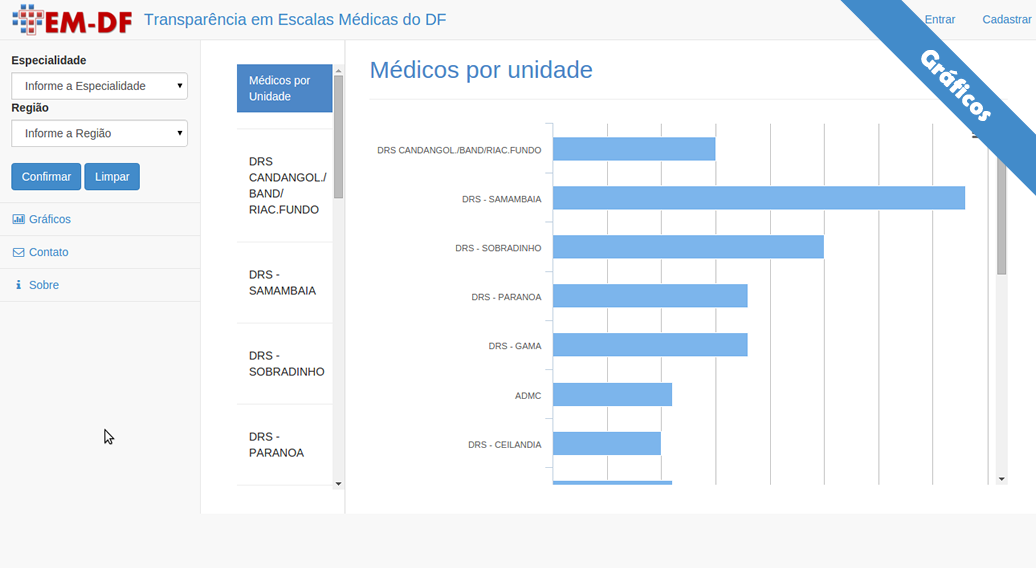 EM-DF
Transparência em Escalas Médicas do DF
Entrar
Cadastrar
Gráficos
Especialidade
Informe a Especialidade
Região
Informe a Região
Confirmar
Limpar
Gráficos
Contato
Sobre
Médicos por
Unidade
DRS
CANDANGOL./
BAND/
RIAC.FUNDO
DRS -
SAMAMBAIA
DRS -
SOBRADINHO
DRS -
PARANOA
Médicos por unidade
DRS CANDANGOL./BAND/RIAC.FUNDO
DRS - SAMAMBAIA
DRS - SOBRADINHO
DRS - PARANOA
DRS - GAMA
ADMC
DRS - CEILANDIA